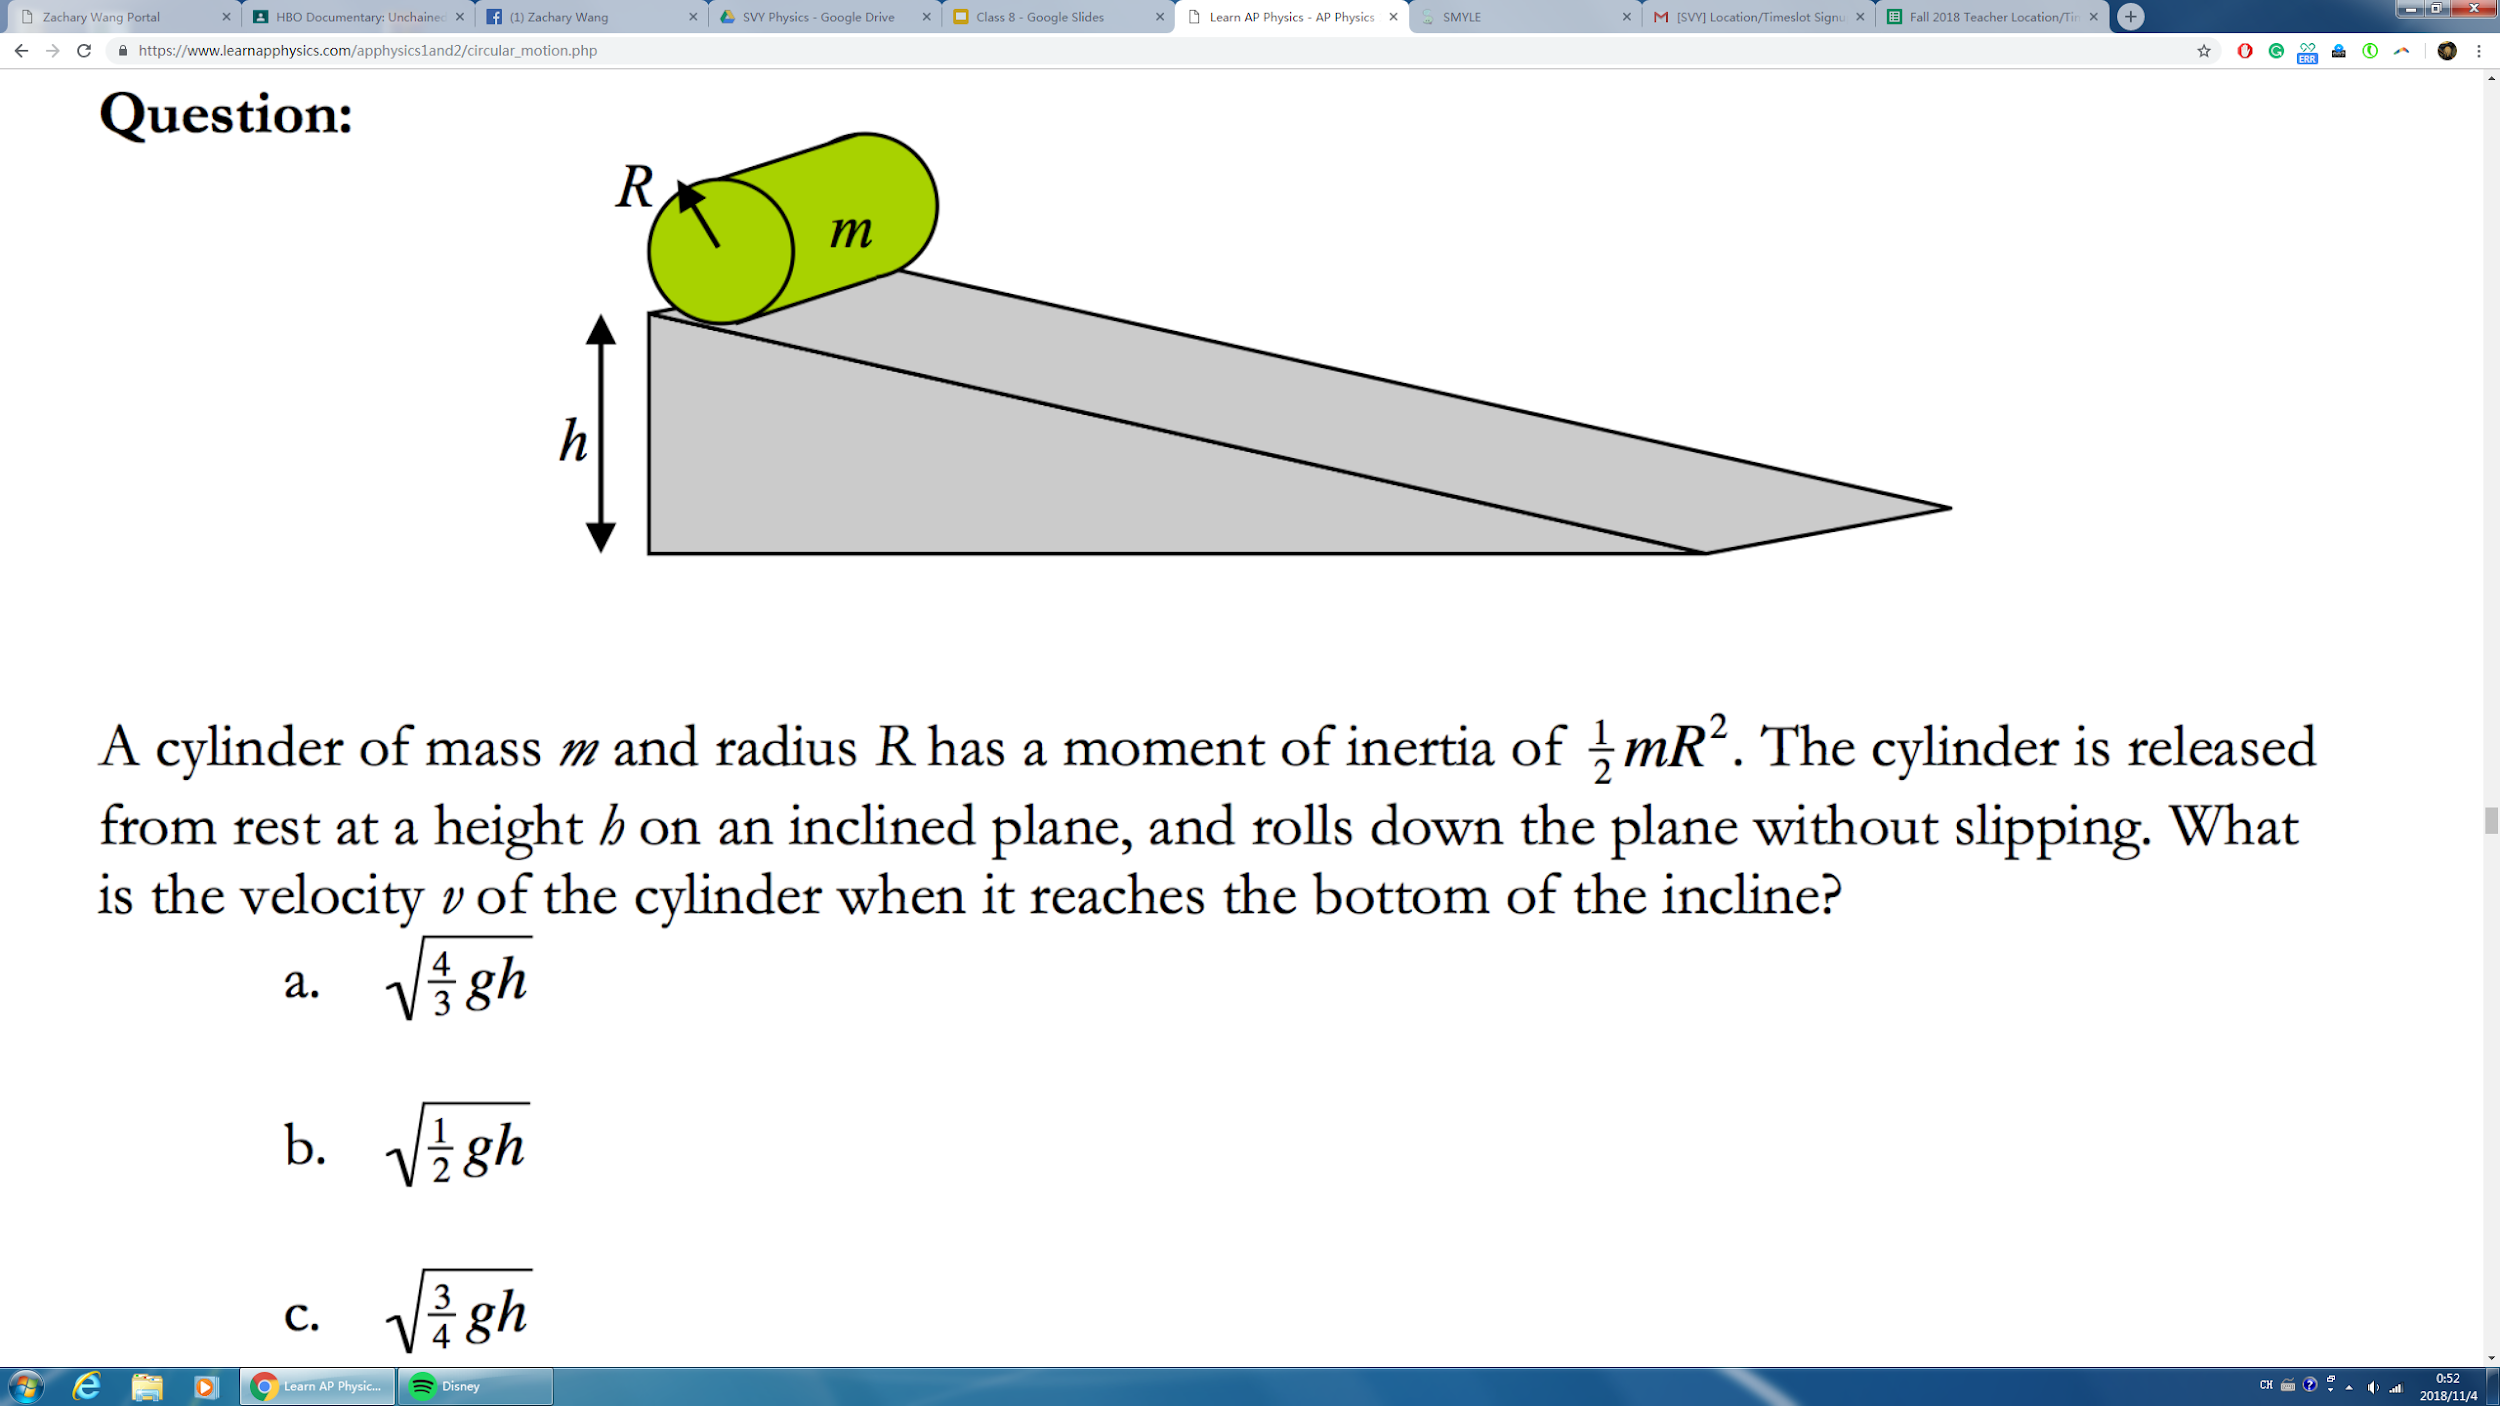 Zachary Wang Portal
HBO Documentary: Unchained
(1) Zachary Wang
SVY Physics - Google Drive
Class 8 - Google Slides
Learn AP Physics - AP Physics
SMYLE
[SVY] Location/Timeslot Signu
Fall 2018 Teacher Location/Tin
https://www.learnapphysics.com/apphysics1and2/circular_motion.php
ERR
Question:
R
m
h
A cylinder of mass m and radius R has a moment of inertia of ½ mR². The cylinder is released
from rest at a height h on an inclined plane, and rolls down the plane without slipping. What
is the velocity v of the cylinder when it reaches the bottom of the incline?
a. √(4/3 gh)
b. √(1/2 gh)
c. √(3/4 gh)
Learn AP Physic...
Disney
CH
0:52
2018/11/4